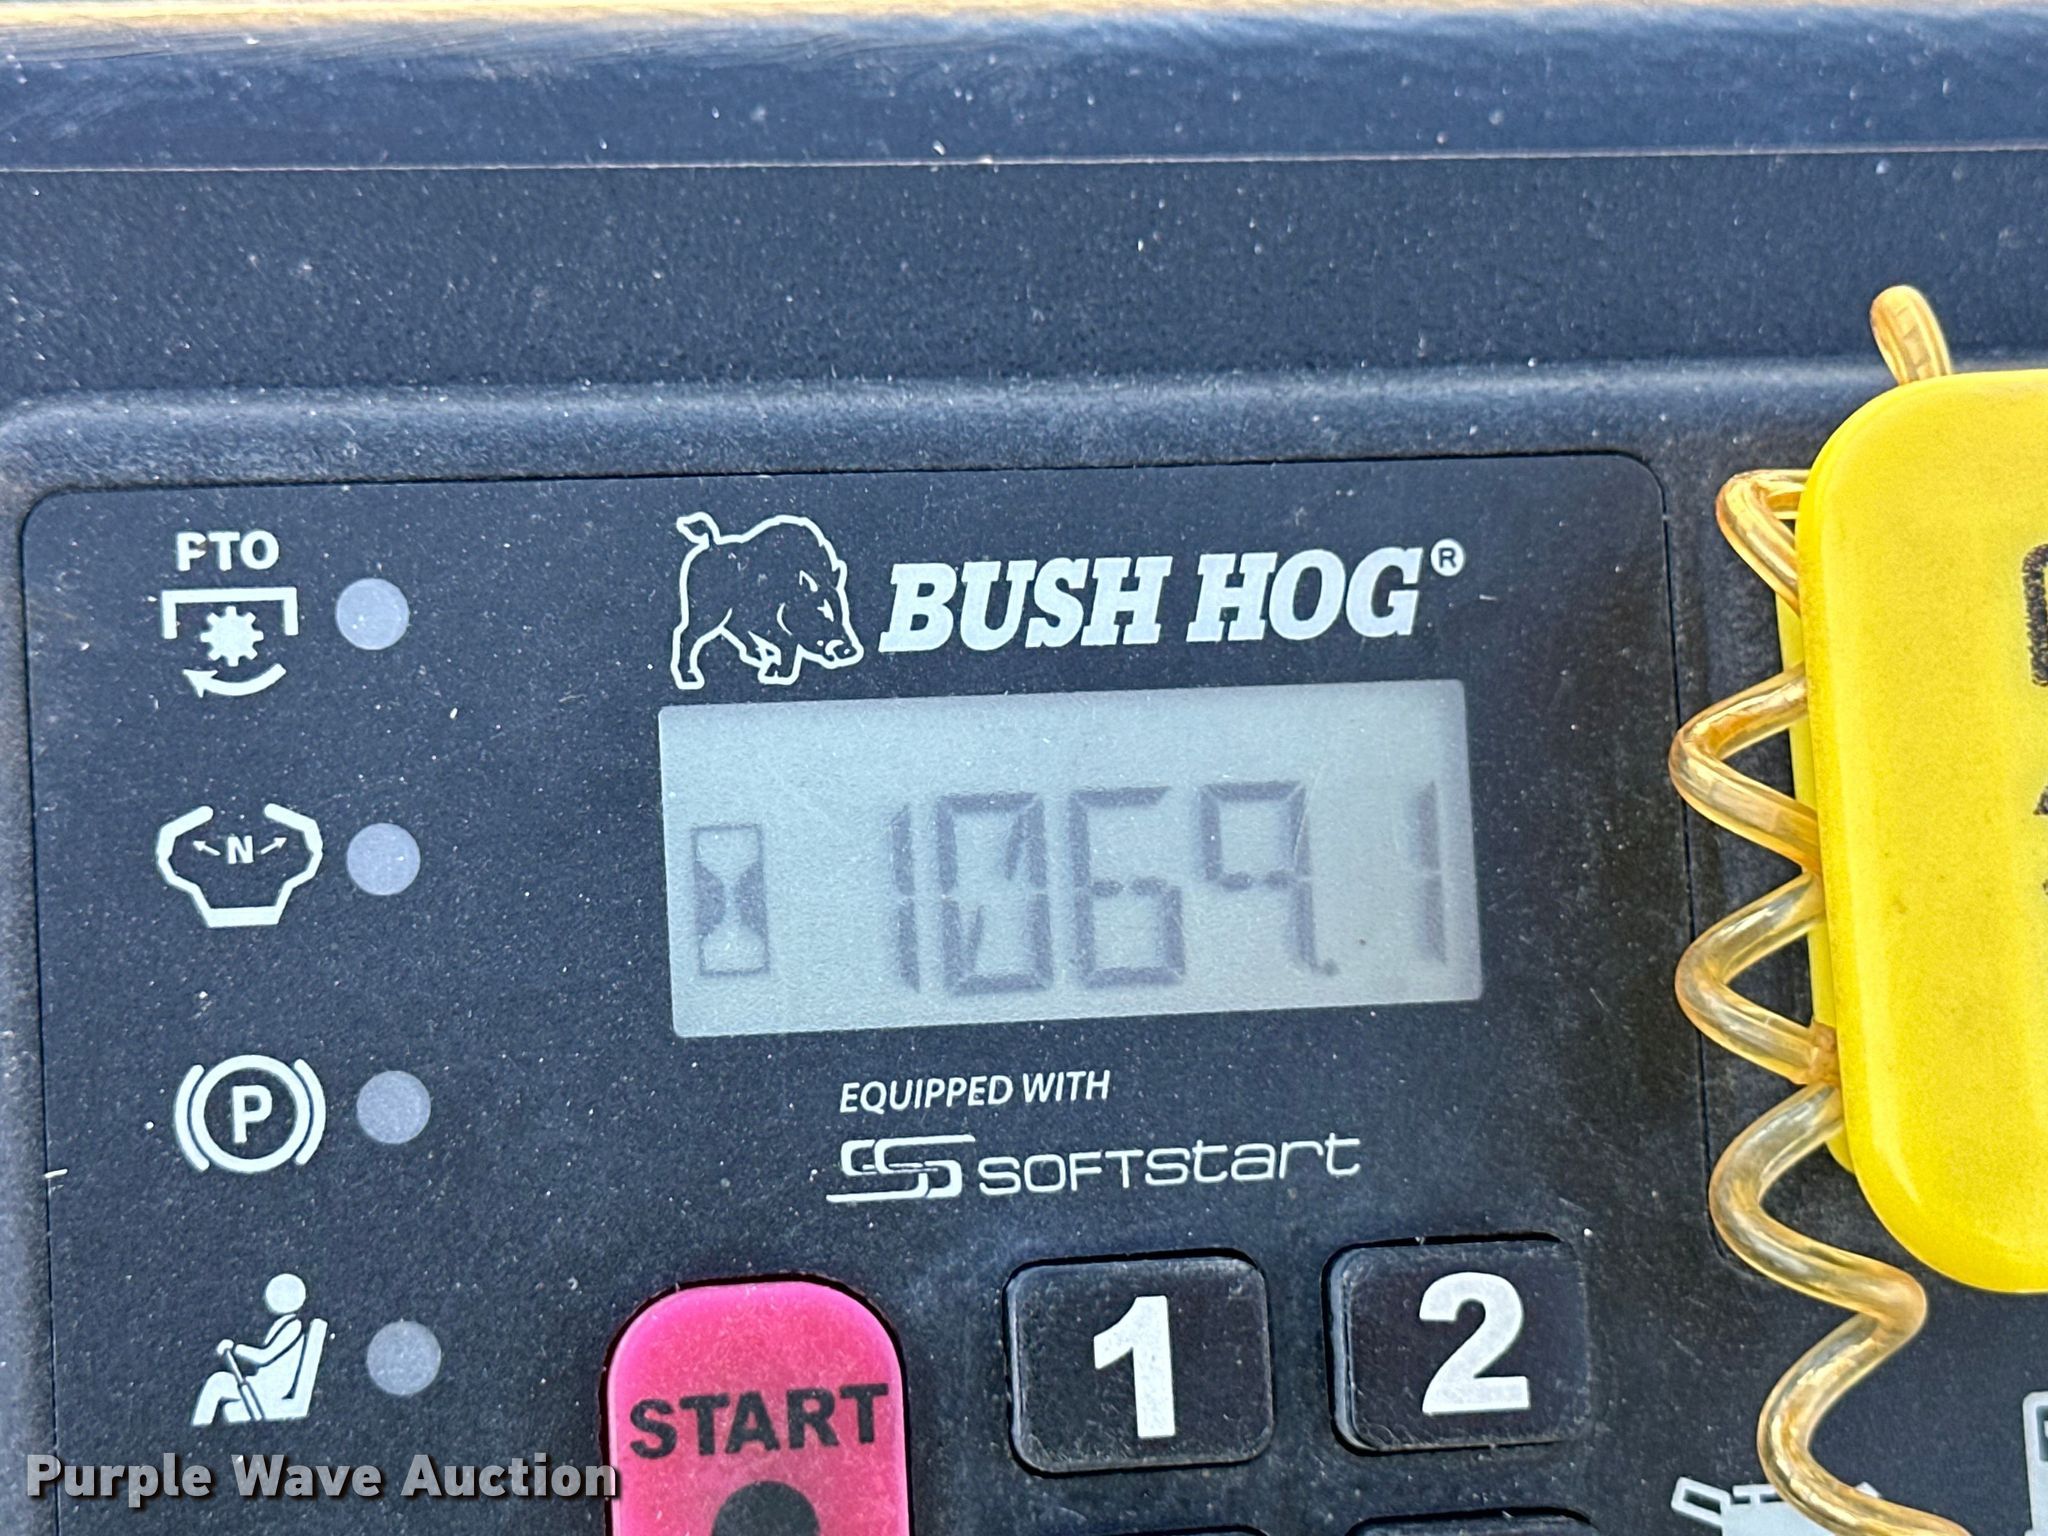 PTO
BUSH HOG®
N
1069.1
P
EQUIPPED WITH
SOFTStart
1 2
START
Purple Wave Auction